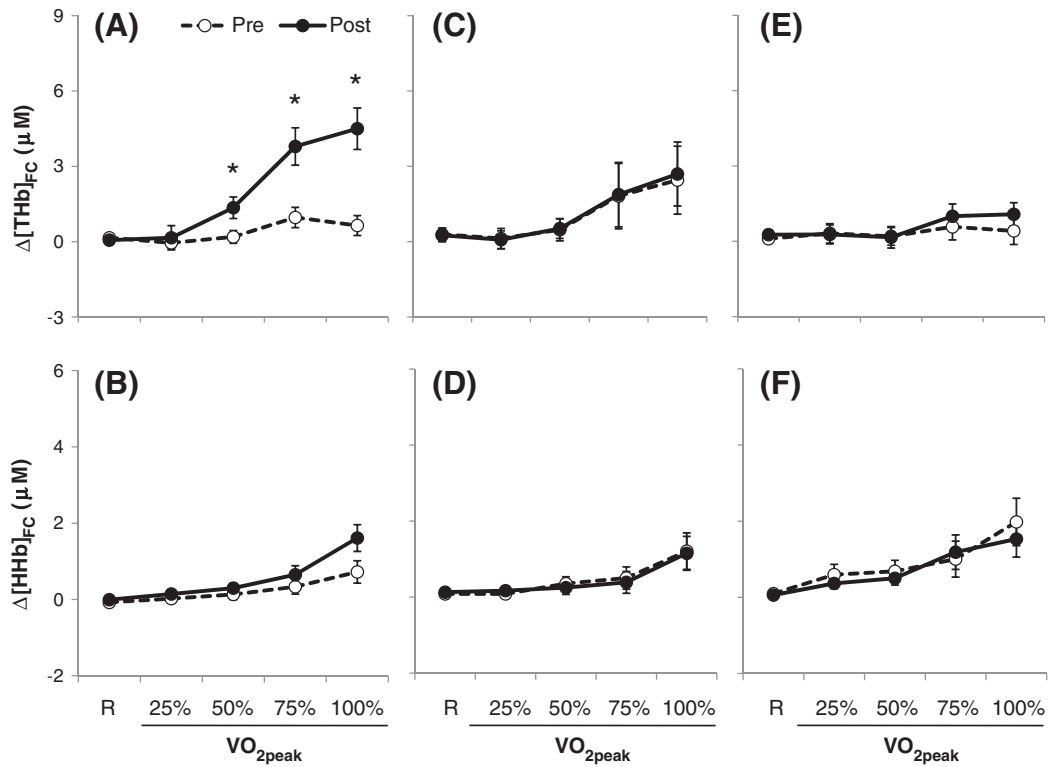 (A) Pre Post (C) (E)
9
6
3
0
-3
Δ[THb]FC (μM)
* * *
(B) (D) (F)
6
4
2
0
-2
Δ[HHb]FC (μM)
R 25% 50% 75% 100% R 25% 50% 75% 100% R 25% 50% 75% 100%
VO2peak VO2peak VO2peak